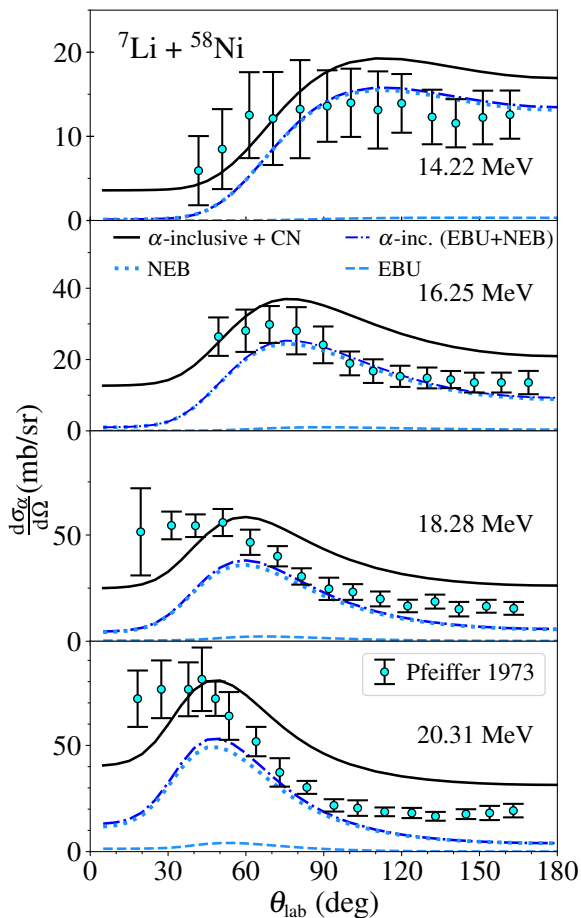 ⁷Li + ⁵⁸Ni
20
10
0
14.22 MeV
α-inclusive + CN
α-inc. (EBU+NEB)
NEB
EBU
40
20
0
16.25 MeV
dσα/dΩ (mb/sr)
50
0
18.28 MeV
Pfeiffer 1973
50
0
20.31 MeV
0 30 60 90 120 150 180
θlab (deg)